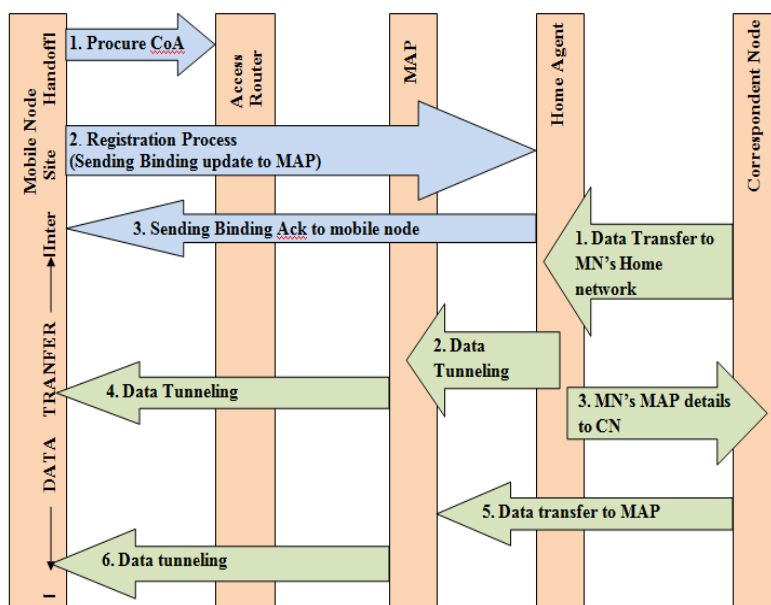 Mobile Node
[Inter Site Handoff]
Access
Router
MAP
Home Agent
Correspondent Node
1. Procure CoA
2. Registration Process
(Sending Binding update to MAP)
3. Sending Binding Ack to mobile node
1. Data Transfer to
MN's Home
network
2. Data
Tunneling
4. Data Tunneling
3. MN's MAP details
to CN
5. Data transfer to MAP
6. Data tunneling
DATA TRANFER